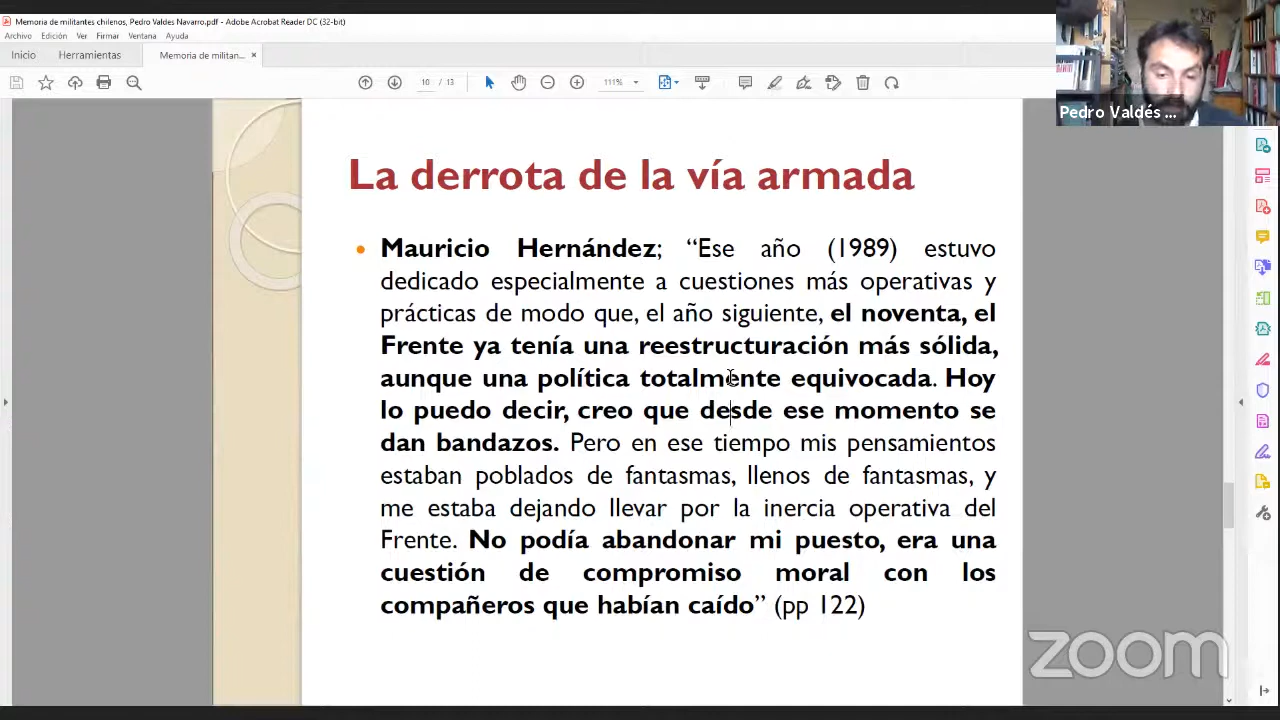 Memoria de militantes chilenos, Pedro Valdes Navarro.pdf - Adobe Acrobat Reader DC (32-bit)
Archivo Edición Ver Firmar Ventana Ayuda
Inicio Herramientas Memoria de militan... ×
10 / 13 111%
Pedro Valdés ...
La derrota de la vía armada
• Mauricio Hernández; “Ese año (1989) estuvo
dedicado especialmente a cuestiones más operativas y
prácticas de modo que, el año siguiente, el noventa, el
Frente ya tenía una reestructuración más sólida,
aunque una política totalmente equivocada. Hoy
lo puedo decir, creo que desde ese momento se
dan bandazos. Pero en ese tiempo mis pensamientos
estaban poblados de fantasmas, llenos de fantasmas, y
me estaba dejando llevar por la inercia operativa del
Frente. No podía abandonar mi puesto, era una
cuestión de compromiso moral con los
compañeros que habían caído” (pp 122)
zoom